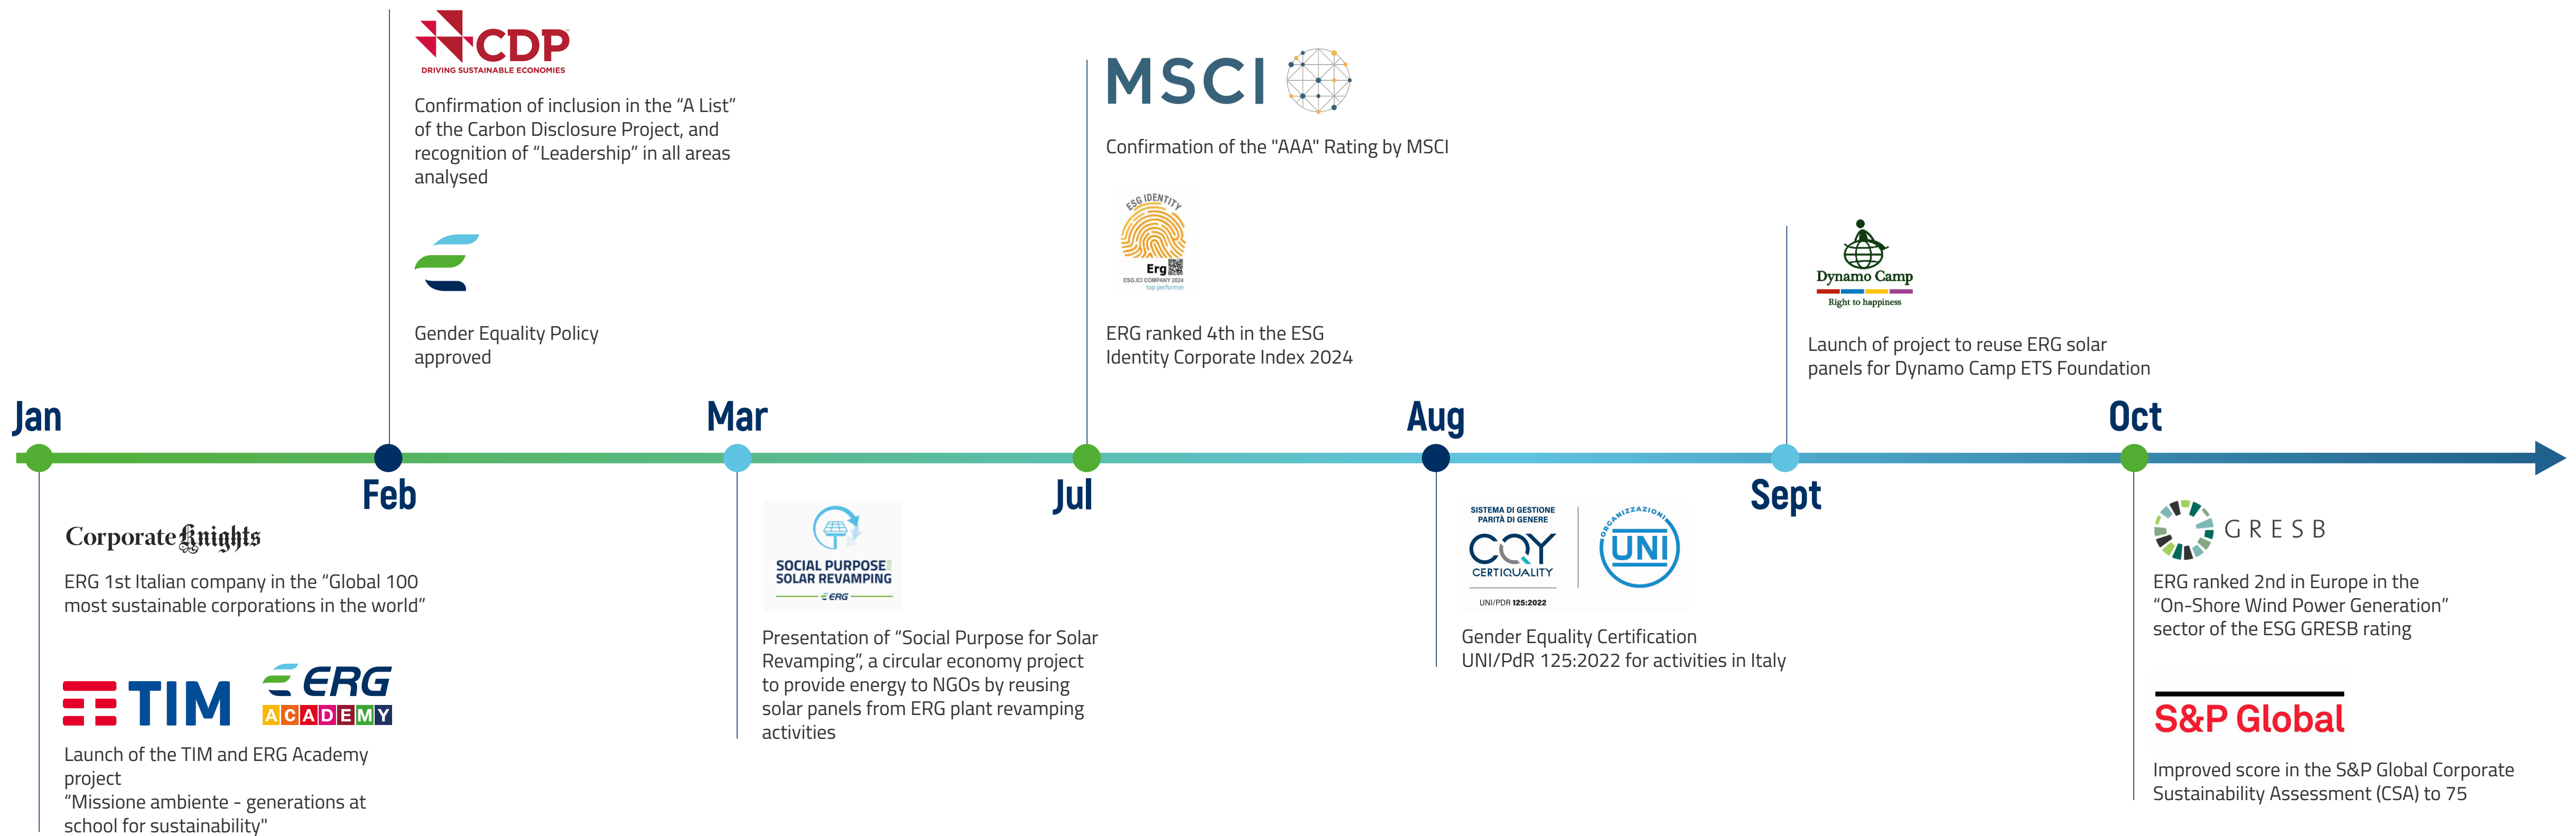 Jan
Corporate Knights
ERG 1st Italian company in the “Global 100
most sustainable corporations in the world”
TIM
ERG
ACADEMY
Launch of the TIM and ERG Academy
project
“Missione ambiente - generations at
school for sustainability"
Feb
CDP
DRIVING SUSTAINABLE ECONOMIES
Confirmation of inclusion in the “A List”
of the Carbon Disclosure Project, and
recognition of “Leadership” in all areas
analysed
Gender Equality Policy
approved
Mar
SOCIAL PURPOSE
SOLAR REVAMPING
ERG
Presentation of “Social Purpose for Solar
Revamping”, a circular economy project
to provide energy to NGOs by reusing
solar panels from ERG plant revamping
activities
Jul
MSCI
Confirmation of the "AAA" Rating by MSCI
ESG IDENTITY
Erg
ESG.ICI COMPANY 2024
top performer
ERG ranked 4th in the ESG
Identity Corporate Index 2024
Aug
SISTEMA DI GESTIONE
PARITÀ DI GENERE
CQY
CERTIQUALITY
UNI/PDR 125:2022
ORGANIZZAZIONI
UNI
Gender Equality Certification
UNI/PdR 125:2022 for activities in Italy
Sept
Dynamo Camp
Right to happiness
Launch of project to reuse ERG solar
panels for Dynamo Camp ETS Foundation
Oct
GRESB
ERG ranked 2nd in Europe in the
“On-Shore Wind Power Generation”
sector of the ESG GRESB rating
S&P Global
Improved score in the S&P Global Corporate
Sustainability Assessment (CSA) to 75